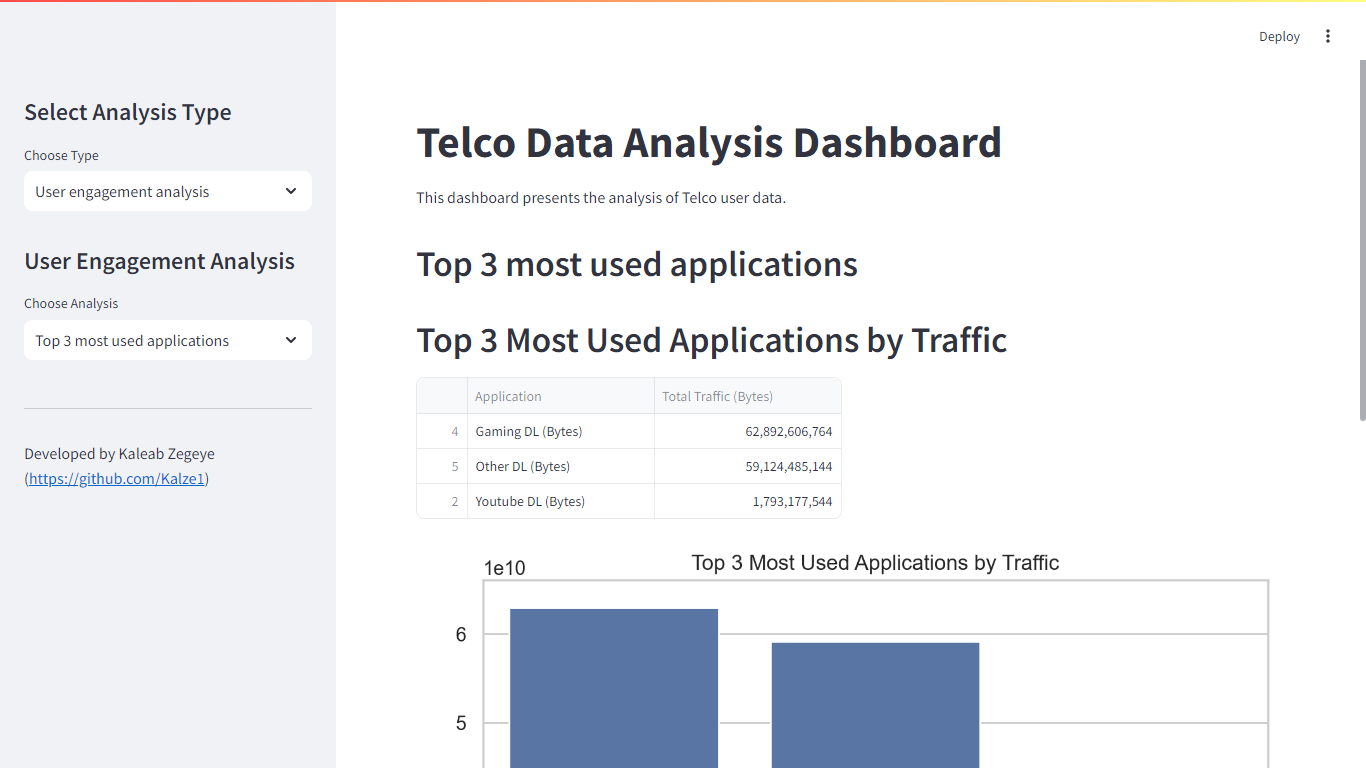 Deploy
Select Analysis Type
Choose Type
User engagement analysis
User Engagement Analysis
Choose Analysis
Top 3 most used applications
Developed by Kaleab Zegeye
(https://github.com/Kalze1)
Telco Data Analysis Dashboard
This dashboard presents the analysis of Telco user data.
Top 3 most used applications
Top 3 Most Used Applications by Traffic
Application Total Traffic (Bytes)
4 Gaming DL (Bytes) 62,892,606,764
5 Other DL (Bytes) 59,124,485,144
2 Youtube DL (Bytes) 1,793,177,544
Top 3 Most Used Applications by Traffic
1e10
6
5